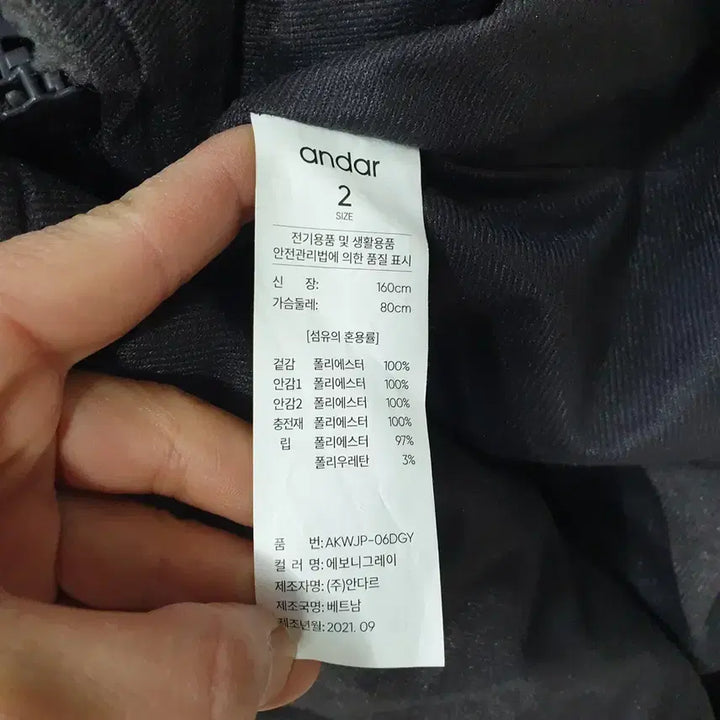 andar
2
SIZE
전기용품 및 생활용품
안전관리법에 의한 품질 표시
신 장: 160cm
가슴둘레: 80cm
[섬유의 혼용률]
겉감 폴리에스터 100%
안감1 폴리에스터 100%
안감2 폴리에스터 100%
충전재 폴리에스터 100%
립 폴리에스터 97%
폴리우레탄 3%
품 번: AKWJP-06DGY
컬 러 명: 에보니그레이
제조자명: (주)안다르
제조국명: 베트남
제조년월: 2021. 09